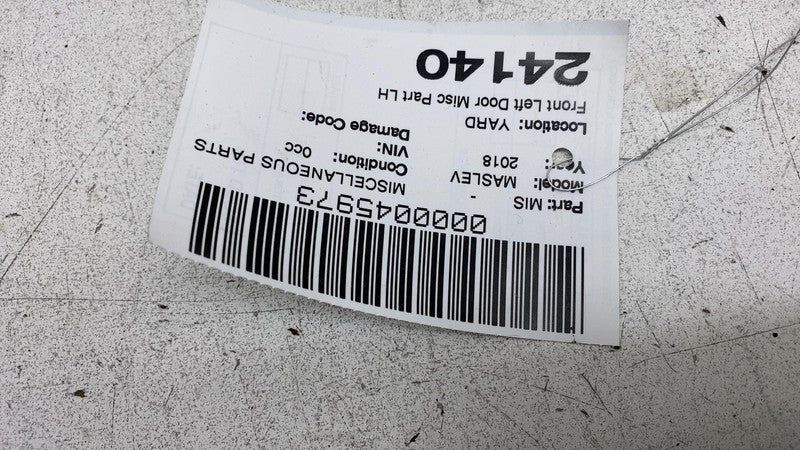 0000045973
Part: MIS - MISCELLANEOUS PARTS
Model: MASLEV Condition: 0cc
Year: 2018 VIN:
Damage Code:
Location: YARD
Front Left Door Misc Part LH
24140